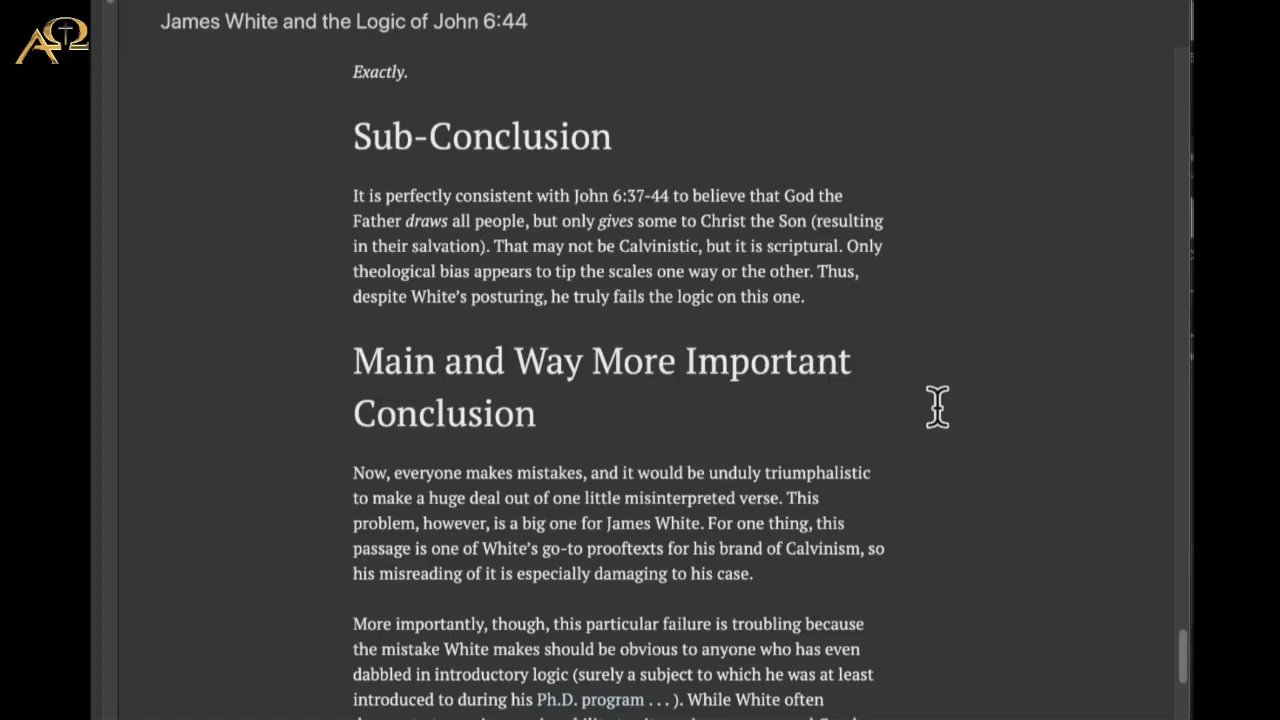 James White and the Logic of John 6:44
ΑΩ
Exactly.
Sub-Conclusion
It is perfectly consistent with John 6:37-44 to believe that God the
Father draws all people, but only gives some to Christ the Son (resulting
in their salvation). That may not be Calvinistic, but it is scriptural. Only
theological bias appears to tip the scales one way or the other. Thus,
despite White’s posturing, he truly fails the logic on this one.
Main and Way More Important
Conclusion
Now, everyone makes mistakes, and it would be unduly triumphalistic
to make a huge deal out of one little misinterpreted verse. This
problem, however, is a big one for James White. For one thing, this
passage is one of White’s go-to prooftexts for his brand of Calvinism, so
his misreading of it is especially damaging to his case.
More importantly, though, this particular failure is troubling because
the mistake White makes should be obvious to anyone who has even
dabbled in introductory logic (surely a subject to which he was at least
introduced to during his Ph.D. program . . . ). While White often